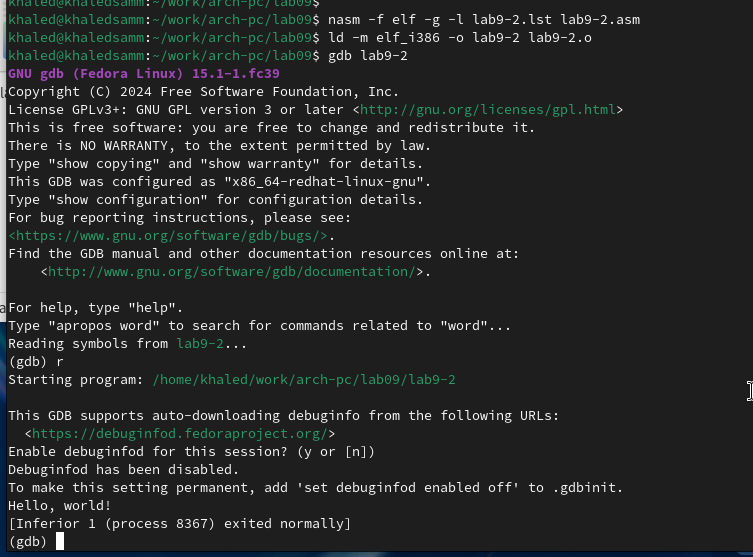 khaled@khaledsamm:~/work/arch-pc/lab09$
khaled@khaledsamm:~/work/arch-pc/lab09$ nasm -f elf -g -l lab9-2.lst lab9-2.asm
khaled@khaledsamm:~/work/arch-pc/lab09$ ld -m elf_i386 -o lab9-2 lab9-2.o
khaled@khaledsamm:~/work/arch-pc/lab09$ gdb lab9-2
GNU gdb (Fedora Linux) 15.1-1.fc39
Copyright (C) 2024 Free Software Foundation, Inc.
License GPLv3+: GNU GPL version 3 or later <http://gnu.org/licenses/gpl.html>
This is free software: you are free to change and redistribute it.
There is NO WARRANTY, to the extent permitted by law.
Type "show copying" and "show warranty" for details.
This GDB was configured as "x86_64-redhat-linux-gnu".
Type "show configuration" for configuration details.
For bug reporting instructions, please see:
<https://www.gnu.org/software/gdb/bugs/>.
Find the GDB manual and other documentation resources online at:
    <http://www.gnu.org/software/gdb/documentation/>.

For help, type "help".
Type "apropos word" to search for commands related to "word"...
Reading symbols from lab9-2...
(gdb) r
Starting program: /home/khaled/work/arch-pc/lab09/lab9-2

This GDB supports auto-downloading debuginfo from the following URLs:
  <https://debuginfod.fedoraproject.org/>
Enable debuginfod for this session? (y or [n])
Debuginfod has been disabled.
To make this setting permanent, add 'set debuginfod enabled off' to .gdbinit.
Hello, world!
[Inferior 1 (process 8367) exited normally]
(gdb)